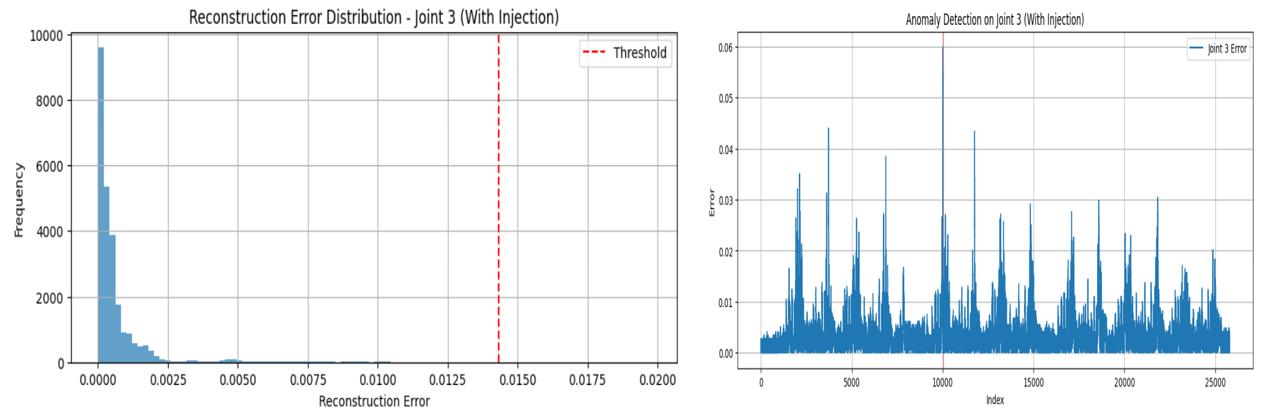 Reconstruction Error Distribution - Joint 3 (With Injection)
10000
8000
6000
4000
2000
0
Frequency
Threshold
0.0000 0.0025 0.0050 0.0075 0.0100 0.0125 0.0150 0.0175 0.0200
Reconstruction Error
Anomaly Detection on Joint 3 (With Injection)
0.06
0.05
0.04
0.03
0.02
0.01
0.00
Error
Joint 3 Error
0 5000 10000 15000 20000 25000
Index